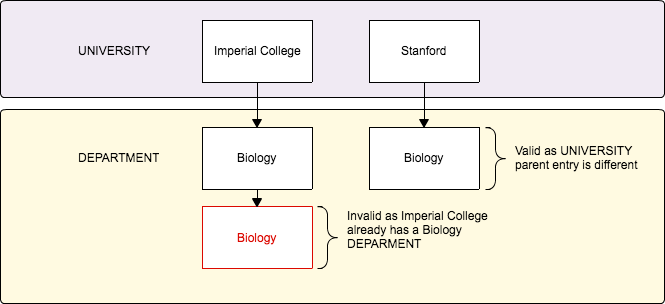 UNIVERSITY
Imperial College
Stanford
DEPARTMENT
Biology
Biology
Valid as UNIVERSITY
parent entry is different
Biology
Invalid as Imperial College
already has a Biology
DEPARMENT